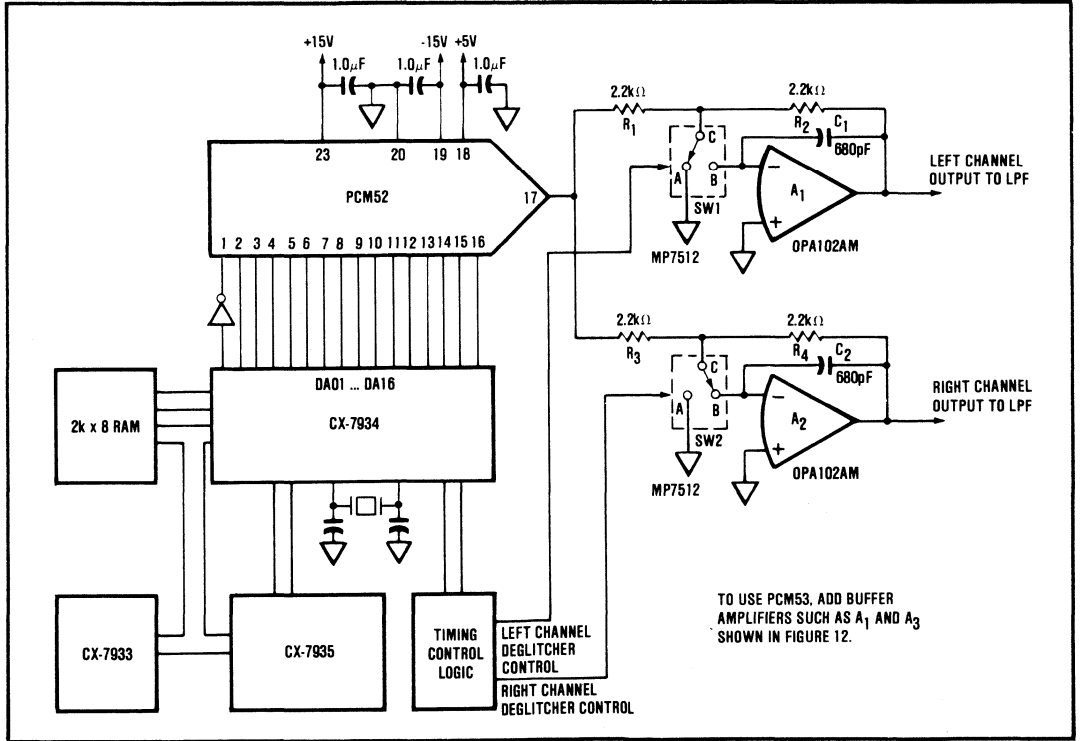 +15V -15V +5V
1.0µF 1.0µF 1.0µF
23 20 19 18
PCM52
17
1 2 3 4 5 6 7 8 9 10 11 12 13 14 15 16
DA01 ... DA16
CX-7934
2k x 8 RAM
CX-7933
CX-7935
TIMING
CONTROL
LOGIC
LEFT CHANNEL
DEGLITCHER
CONTROL
RIGHT CHANNEL
DEGLITCHER CONTROL
2.2kΩ
R1
2.2kΩ
R2
C1
680pF
C
A
B
SW1
MP7512
−
+
A1
OPA102AM
LEFT CHANNEL
OUTPUT TO LPF
2.2kΩ
R3
2.2kΩ
R4
C2
680pF
C
A
B
SW2
MP7512
−
+
A2
OPA102AM
RIGHT CHANNEL
OUTPUT TO LPF
TO USE PCM53, ADD BUFFER
AMPLIFIERS SUCH AS A1 AND A3
SHOWN IN FIGURE 12.